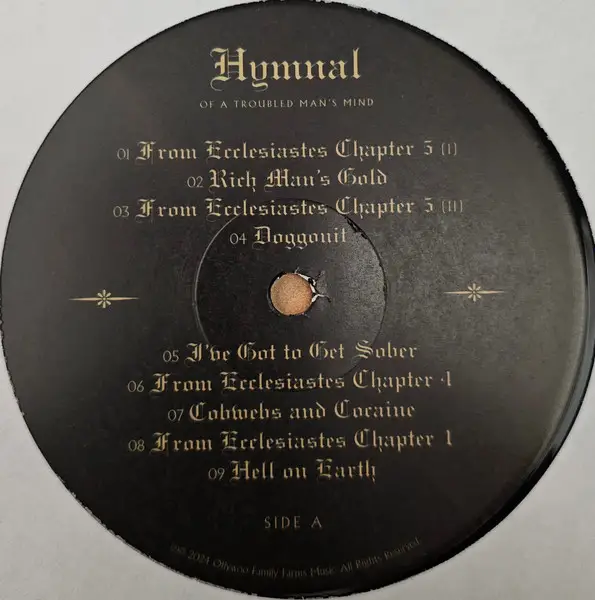 Hymnal
OF A TROUBLED MAN'S MIND
01 From Ecclesiastes Chapter 5 (I)
02 Rich Man's Gold
03 From Ecclesiastes Chapter 5 (II)
04 Doggonit
05 I've Got to Get Sober
06 From Ecclesiastes Chapter 4
07 Cobwebs and Cocaine
08 From Ecclesiastes Chapter 1
09 Hell on Earth
SIDE A
2024 Family Farms Music. All Rights Reserved.